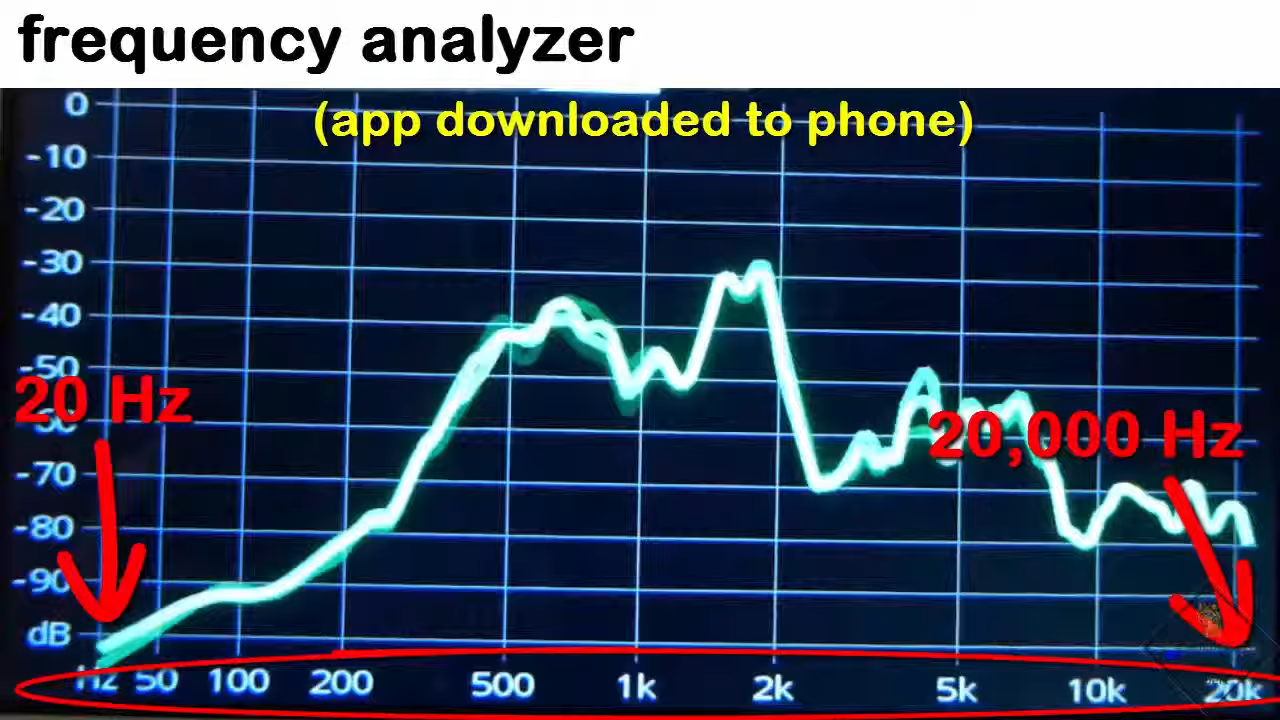 frequency analyzer
(app downloaded to phone)
0
-10
-20
-30
-40
-50
20 Hz
20,000 Hz
-70
-80
-90
dB
Hz 50 100 200 500 1k 2k 5k 10k 20k